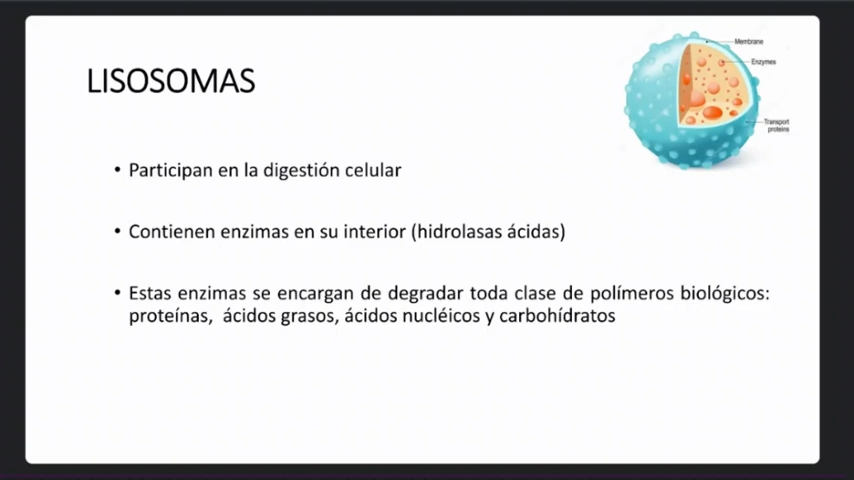 LISOSOMAS
Membrane
Enzymes
Transport
proteins
• Participan en la digestión celular
• Contienen enzimas en su interior (hidrolasas ácidas)
• Estas enzimas se encargan de degradar toda clase de polímeros biológicos:
proteínas, ácidos grasos, ácidos nucléicos y carbohídratos